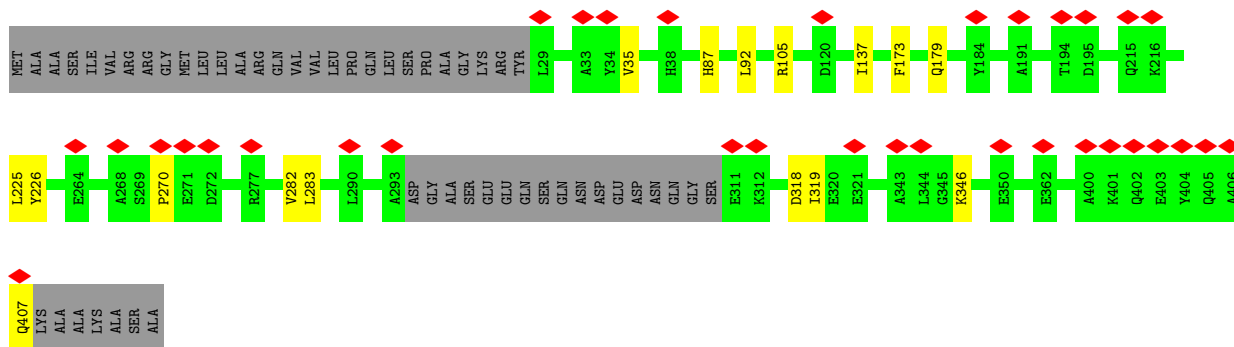 MET ALA ALA SER ILE VAL ARG ARG GLY MET LEU LEU ALA ARG GLN VAL VAL LEU PRO GLN LEU SER PRO ALA GLY LYS ARG TYR L29 A33 Y34 V35 H38 H87 L92 R105 D120 I137 F173 Q179 Y184 A191 T194 D195 Q215 K216
L225 Y226 E264 A268 S269 P270 E271 D272 R277 V282 L283 L290 A293 ASP GLY ALA SER GLU GLU GLN SER GLN ASN ASP GLU ASP ASN GLN GLY SER E311 K312 D318 I319 E320 E321 A343 L344 G345 K346 E350 E362 A400 K401 Q402 E403 Y404 Q405 A406
Q407 LYS ALA ALA LYS ALA SER ALA